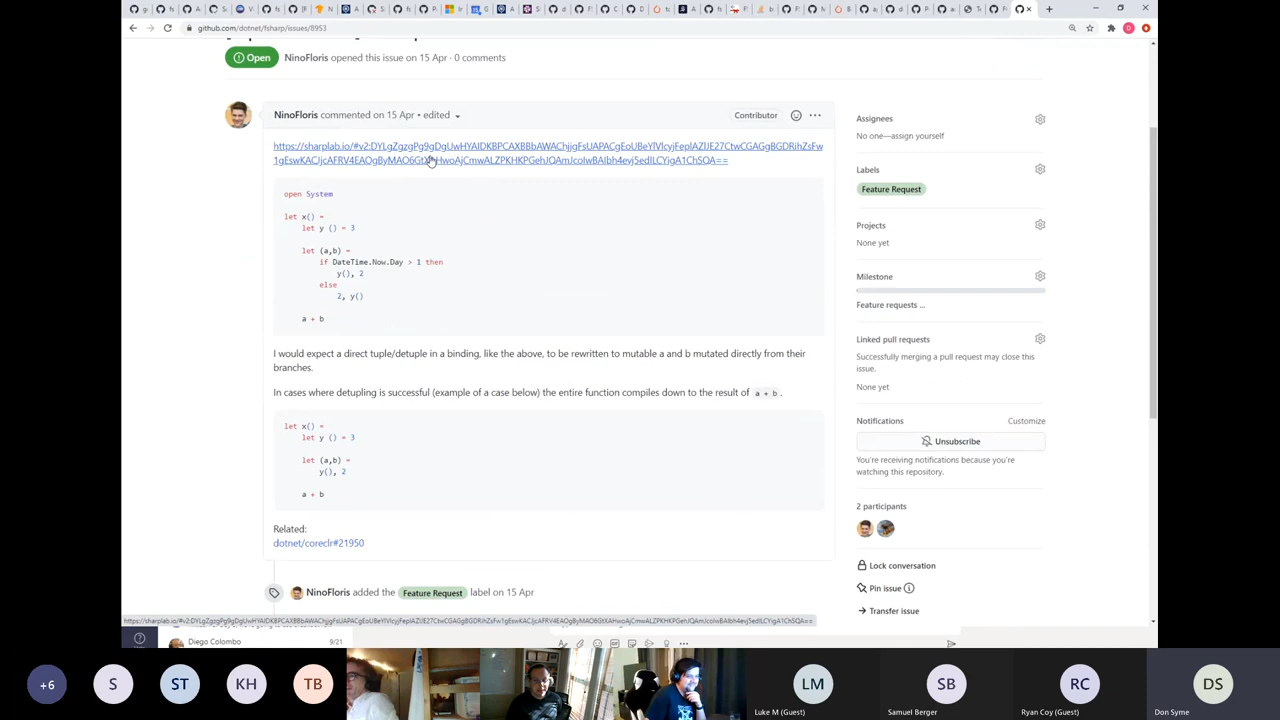 github.com/dotnet/fsharp/issues/8953
Open
NinoFloris opened this issue on 15 Apr · 0 comments
NinoFloris commented on 15 Apr • edited
Contributor
open System
let x() =
let y () = 3
let (a,b) =
if DateTime.Now.Day > 1 then
y(), 2
else
2, y()
a + b
I would expect a direct tuple/detuple in a binding, like the above, to be rewritten to mutable a and b mutated directly from their
branches.
In cases where detupling is successful (example of a case below) the entire function compiles down to the result of a + b .
let x() =
let y () = 3
let (a,b) =
y(), 2
a + b
Related:
dotnet/coreclr#21950
NinoFloris added the Feature Request label on 15 Apr
Assignees
No one—assign yourself
Labels
Feature Request
Projects
None yet
Milestone
Feature requests ...
Linked pull requests
Successfully merging a pull request may close this
issue.
None yet
Notifications
Customize
Unsubscribe
You're receiving notifications because you're
watching this repository.
2 participants
Lock conversation
Pin issue
Transfer issue
Help
Diego Colombo
9/21
+6
S
ST
KH
TB
LM
Luke M (Guest)
SB
Samuel Berger
RC
Ryan Coy (Guest)
DS
Don Syme